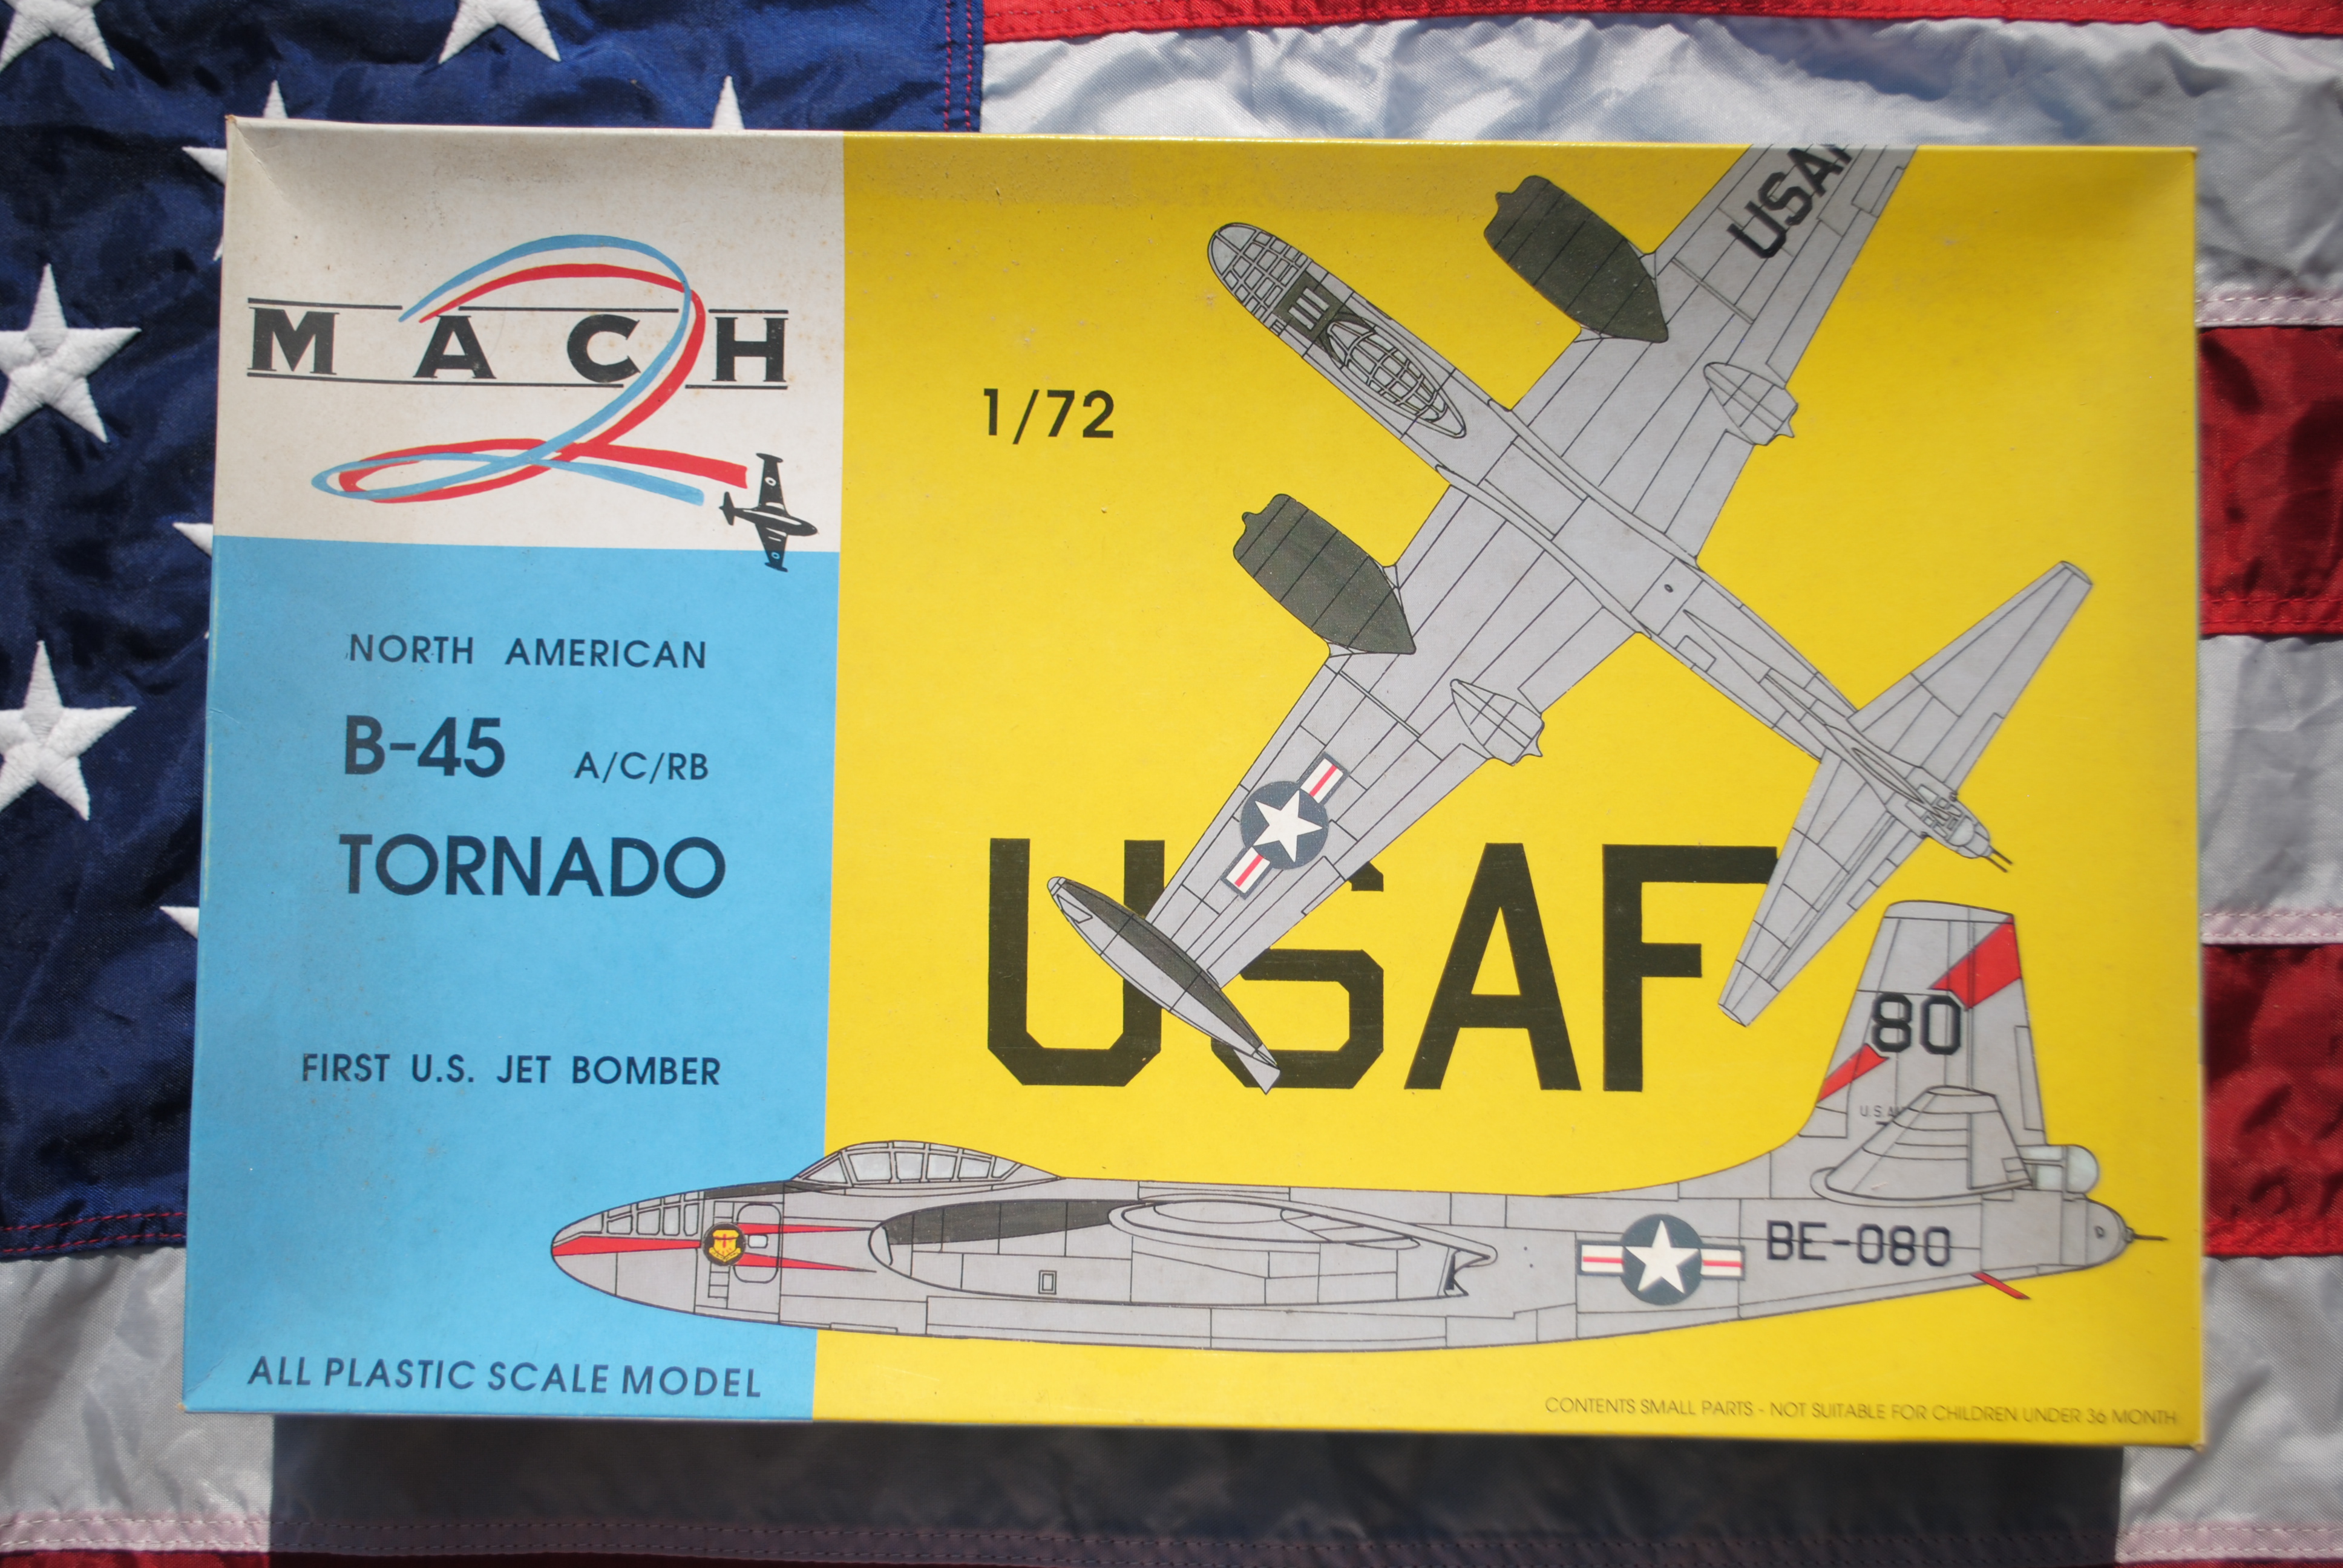 MACH 2
NORTH AMERICAN
B-45 A/C/RB
TORNADO
FIRST U.S. JET BOMBER
ALL PLASTIC SCALE MODEL
1/72
USAF
USAF
80
U.S.A
BE-080
CONTENTS SMALL PARTS - NOT SUITABLE FOR CHILDREN UNDER 36 MONTH